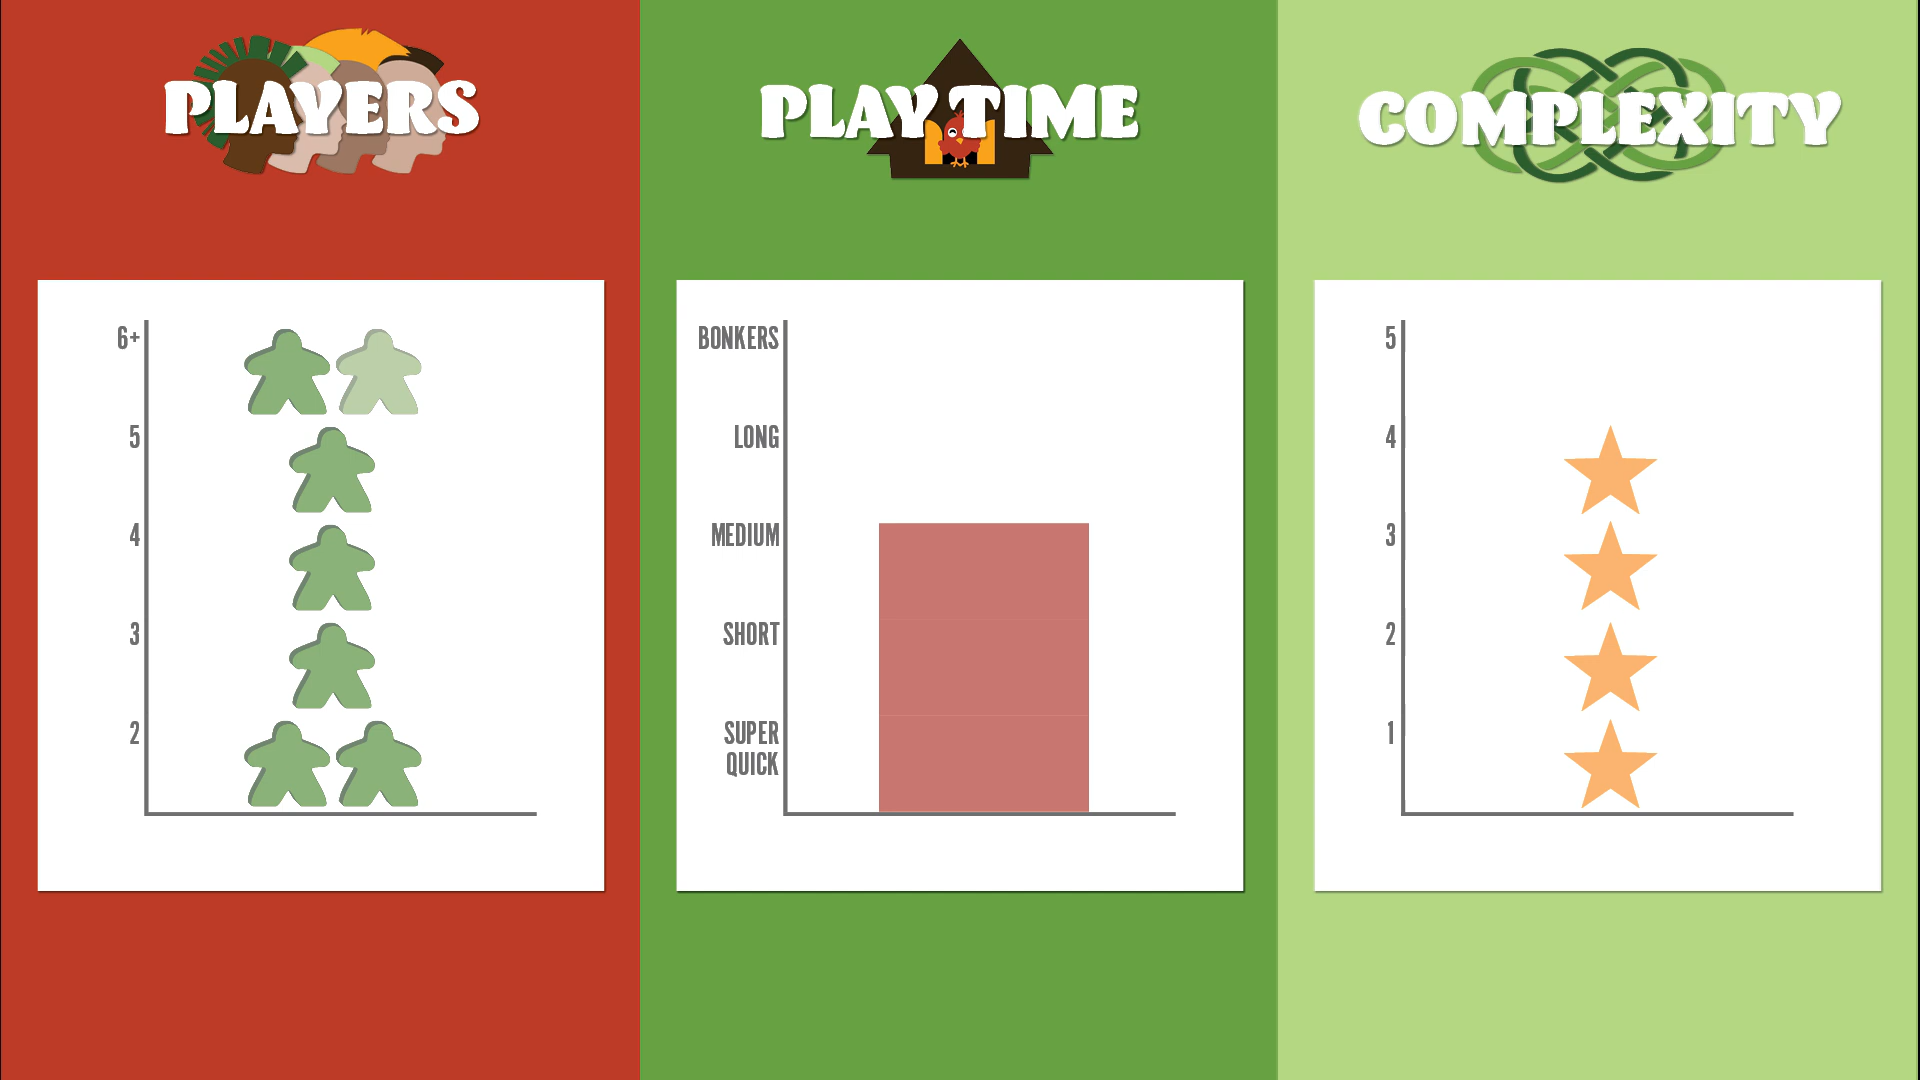 PLAYERS
6+
5
4
3
2
PLAY TIME
BONKERS
LONG
MEDIUM
SHORT
SUPER
QUICK
COMPLEXITY
5
4
3
2
1